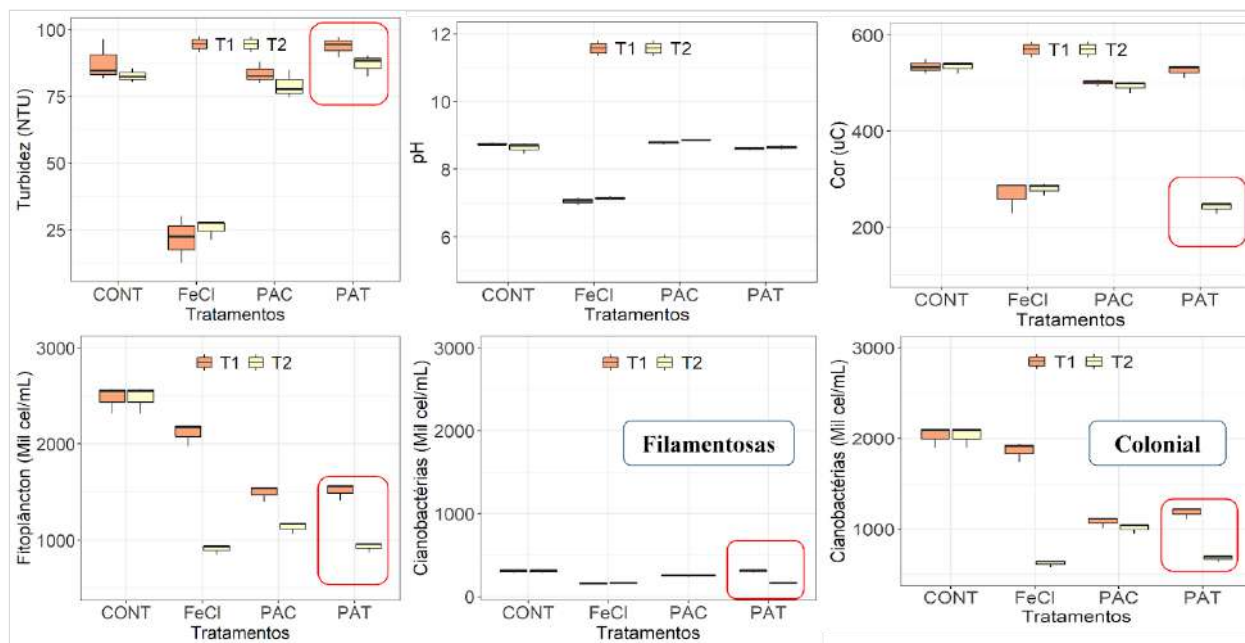 Turbidez (NTU)
100
75
50
25
T1 T2
CONT FeCl PAC PAT
Tratamentos
pH
12
10
8
6
T1 T2
CONT FeCl PAC PAT
Tratamentos
Cor (uC)
600
400
200
T1 T2
CONT FeCl PAC PAT
Tratamentos
Fitoplâncton (Mil cel/mL)
3000
2000
1000
T1 T2
CONT FeCl PAC PAT
Tratamentos
Cianobactérias (Mil cel/mL)
3000
2000
1000
0
T1 T2
Filamentosas
CONT FeCl PAC PAT
Tratamentos
Cianobactérias (Mil cel/mL)
3000
2000
1000
T1 T2
Colonial
CONT FeCl PAC PAT
Tratamentos